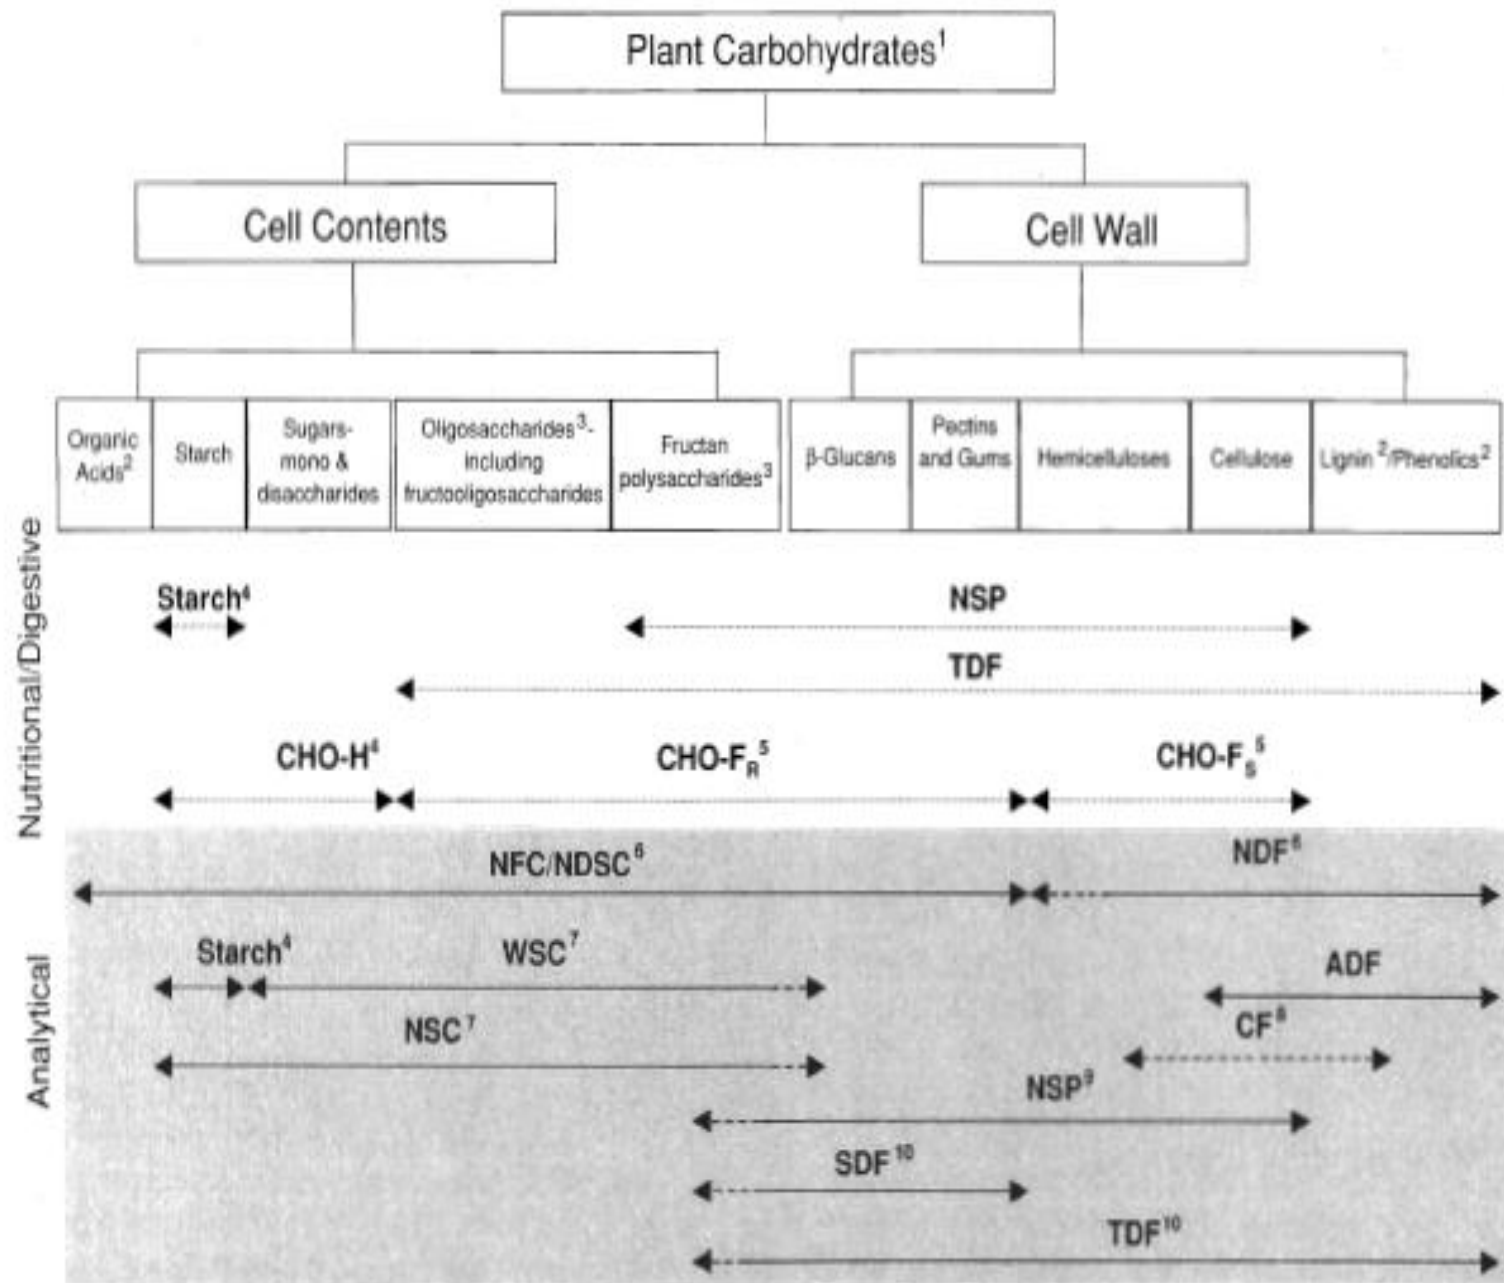 Plant Carbohydrates¹
Cell Contents
Cell Wall
Organic
Acids²
Starch
Sugars-
mono &
disaccharides
Oligosaccharides³-
including
fructooligosaccharides
Fructan
polysaccharides³
β-Glucans
Pectins
and Gums
Hemicelluloses
Cellulose
Lignin ²/Phenolics²
Nutritional/Digestive
Starch⁴
NSP
TDF
CHO-H⁴
CHO-F_R⁵
CHO-F_S⁵
Analytical
NFC/NDSC⁶
NDF⁶
Starch⁴
WSC⁷
ADF
NSC⁷
CF⁸
NSP⁹
SDF¹⁰
TDF¹⁰